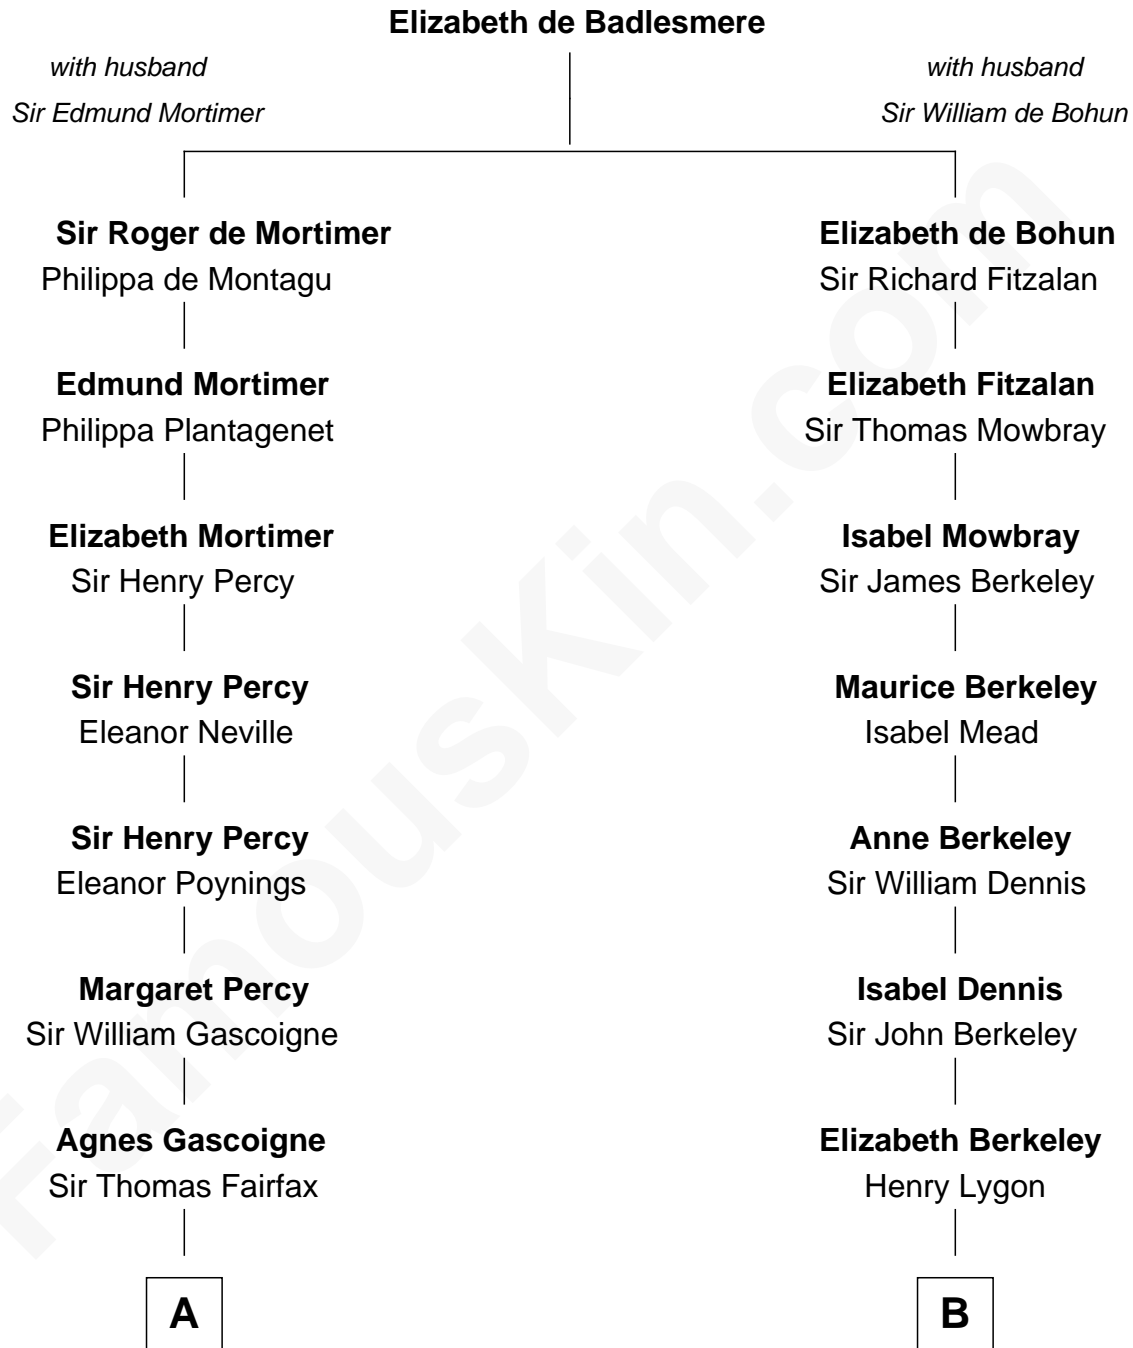 Elizabeth de Badlesmere
with husband
Sir Edmund Mortimer
with husband
Sir William de Bohun
Sir Roger de Mortimer
Philippa de Montagu
Edmund Mortimer
Philippa Plantagenet
Elizabeth Mortimer
Sir Henry Percy
Sir Henry Percy
Eleanor Neville
Sir Henry Percy
Eleanor Poynings
Margaret Percy
Sir William Gascoigne
Agnes Gascoigne
Sir Thomas Fairfax
A
Elizabeth de Bohun
Sir Richard Fitzalan
Elizabeth Fitzalan
Sir Thomas Mowbray
Isabel Mowbray
Sir James Berkeley
Maurice Berkeley
Isabel Mead
Anne Berkeley
Sir William Dennis
Isabel Dennis
Sir John Berkeley
Elizabeth Berkeley
Henry Lygon
B
FamousKin.com